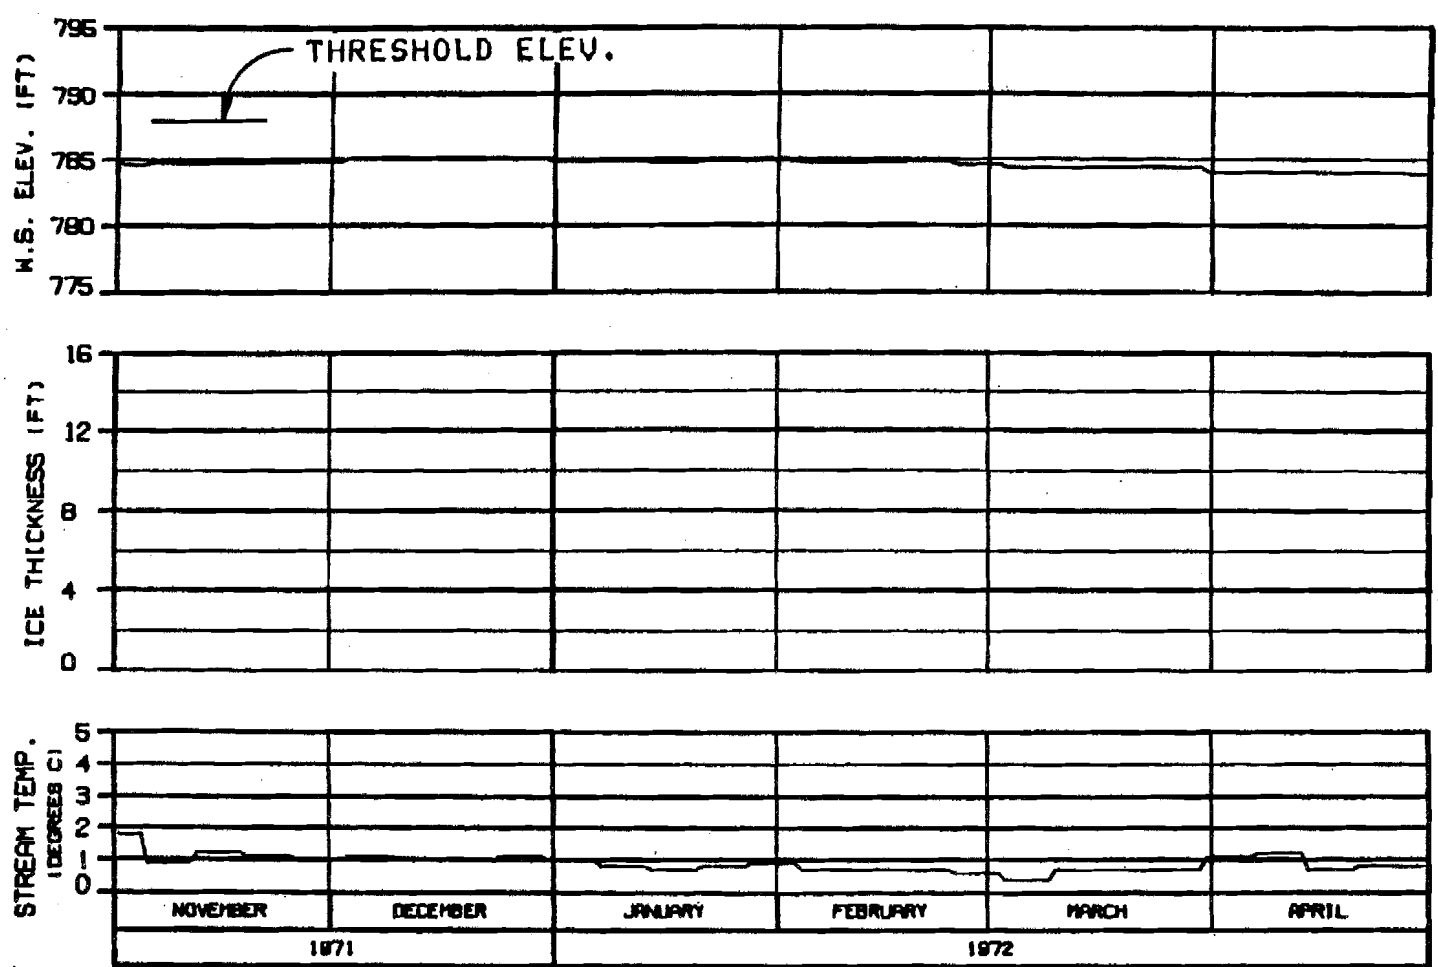 795
THRESHOLD ELEV.
790
785
780
775
W.S. ELEV. (FT)
16
12
8
4
0
ICE THICKNESS (FT)
5
4
3
2
1
0
STREAM TEMP.
(DEGREES C)
NOVEMBER DECEMBER JANUARY FEBRUARY MARCH APRIL
1971 1972